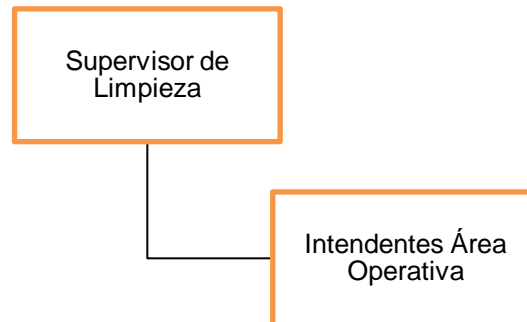 Supervisor de
Limpieza
Intendentes Área
Operativa